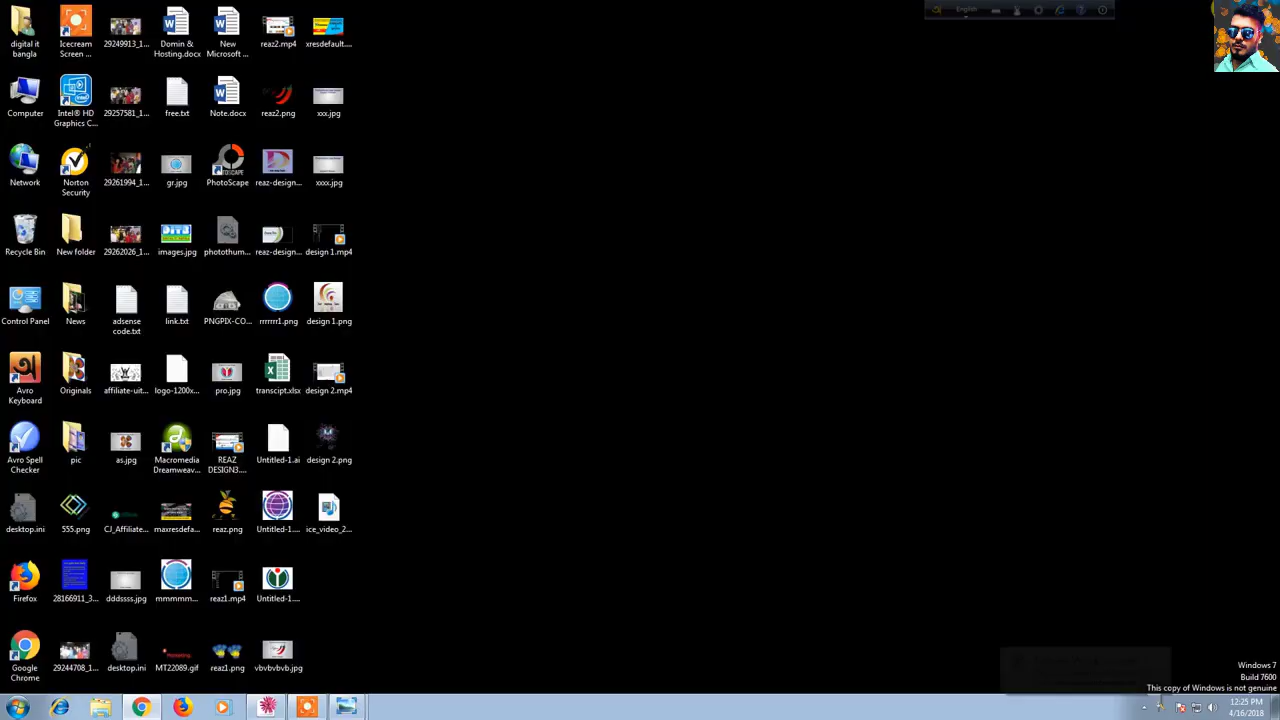 English
digital it
bangla
Icecream
Screen ...
29249913_1...
Domin &
Hosting.docx
New
Microsoft ...
reaz2.mp4
xresdefault....
Computer
Intel® HD
Graphics C...
29257581_1...
free.txt
Note.docx
reaz2.png
xxx.jpg
Network
Norton
Security
29261994_1...
gr.jpg
PhotoScape
reaz-design...
xxxx.jpg
Recycle Bin
New folder
29262026_1...
images.jpg
photothum...
reaz-design...
design 1.mp4
Control Panel
News
adsense
code.txt
link.txt
PNGPIX-CO...
rrrrrrr1.png
design 1.png
Avro
Keyboard
Originals
affiliate-uit...
logo-1200x...
pro.jpg
transcipt.xlsx
design 2.mp4
Avro Spell
Checker
pic
as.jpg
Macromedia
Dreamweav...
REAZ
DESIGN3....
Untitled-1.ai
design 2.png
desktop.ini
555.png
CJ_Affiliate...
maxresdefa...
reaz.png
Untitled-1....
ice_video_2...
Firefox
28166911_3...
dddssss.jpg
mmmmm...
reaz1.mp4
Untitled-1....
Google
Chrome
29244708_1...
desktop.ini
MT22089.gif
reaz1.png
vbvbvbvb.jpg
Windows 7
Build 7600
This copy of Windows is not genuine
12:25 PM
4/16/2018